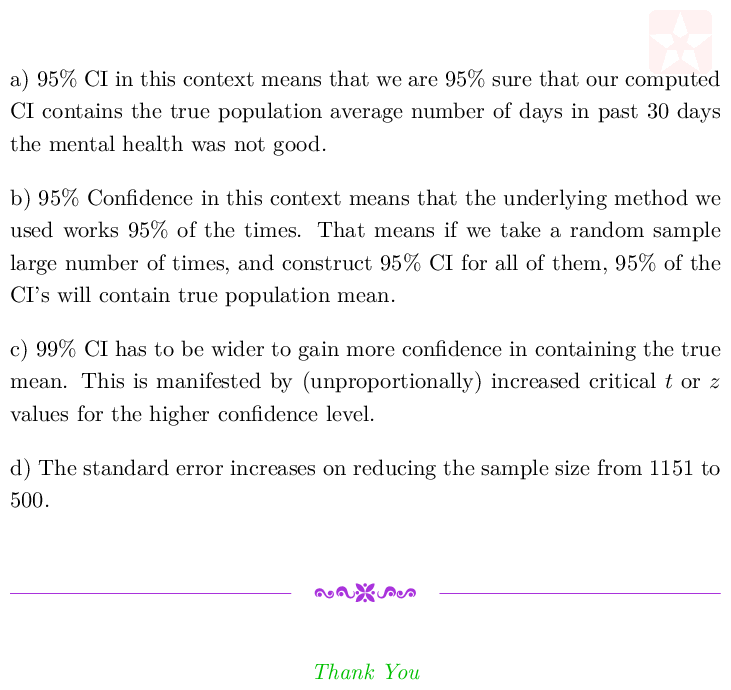 a) 95% CI in this context means that we are 95% sure that our computed
CI contains the true population average number of days in past 30 days
the mental health was not good.
b) 95% Confidence in this context means that the underlying method we
used works 95% of the times. That means if we take a random sample
large number of times, and construct 95% CI for all of them, 95% of the
CI's will contain true population mean.
c) 99% CI has to be wider to gain more confidence in containing the true
mean. This is manifested by (unproportionally) increased critical t or z
values for the higher confidence level.
d) The standard error increases on reducing the sample size from 1151 to
500.
Thank You